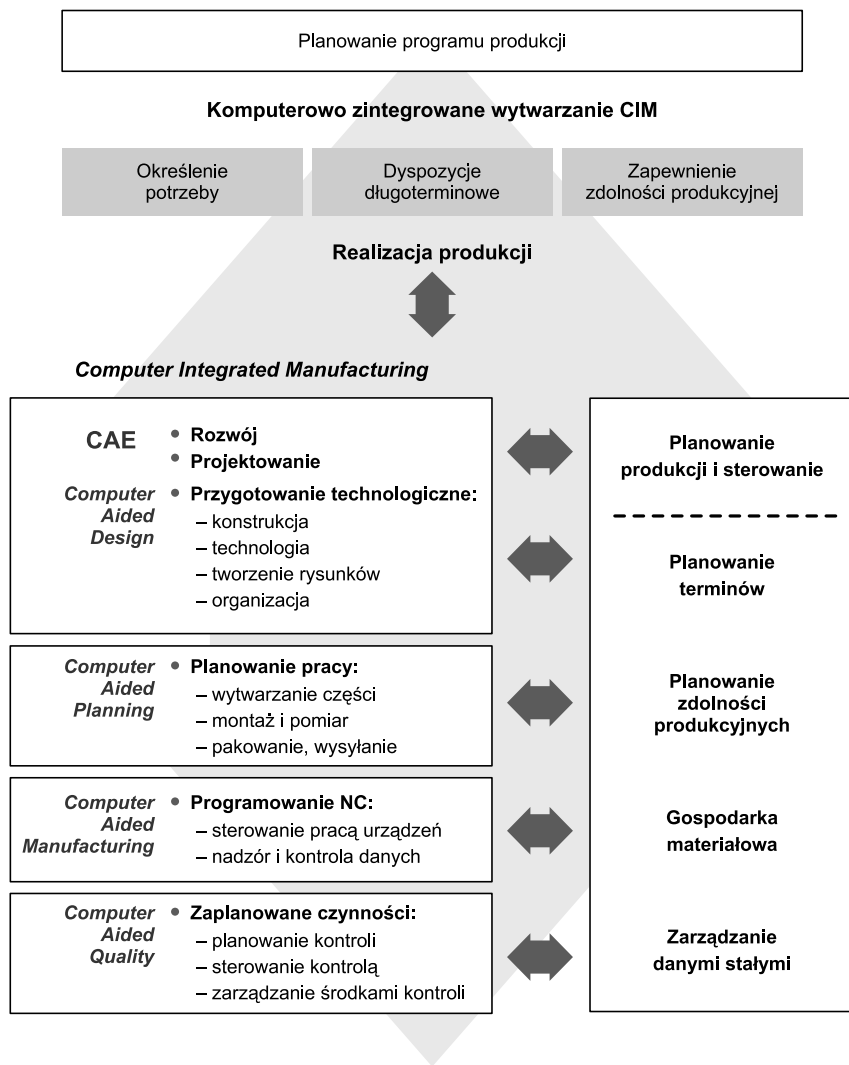 Planowanie programu produkcji
Komputerowo zintegrowane wytwarzanie CIM
Określenie
potrzeby
Dyspozycje
długoterminowe
Zapewnienie
zdolności produkcyjnej
Realizacja produkcji
Computer Integrated Manufacturing
CAE
• Rozwój
• Projektowanie
Computer
Aided
Design
• Przygotowanie technologiczne:
– konstrukcja
– technologia
– tworzenie rysunków
– organizacja
Computer
Aided
Planning
• Planowanie pracy:
– wytwarzanie części
– montaż i pomiar
– pakowanie, wysyłanie
Computer
Aided
Manufacturing
• Programowanie NC:
– sterowanie pracą urządzeń
– nadzór i kontrola danych
Computer
Aided
Quality
• Zaplanowane czynności:
– planowanie kontroli
– sterowanie kontrolą
– zarządzanie środkami kontroli
Planowanie
produkcji i sterowanie
Planowanie
terminów
Planowanie
zdolności
produkcyjnych
Gospodarka
materiałowa
Zarządzanie
danymi stałymi